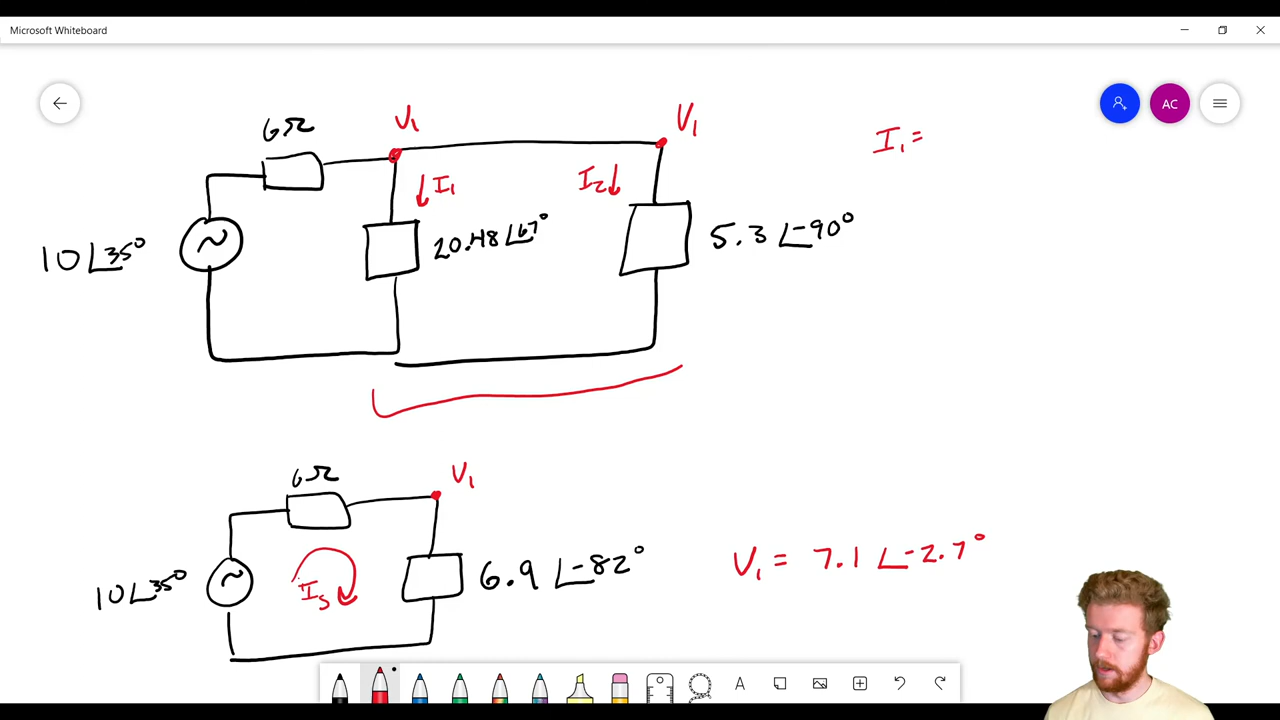 Microsoft Whiteboard
AC
6Ω
V₁
V₁
I₁ =
I₁
I₂
10∠35°
20.48∠67°
5.3∠-90°
6Ω
V₁
10∠35°
Is
6.9∠-82°
V₁ = 7.1∠-2.7°
A